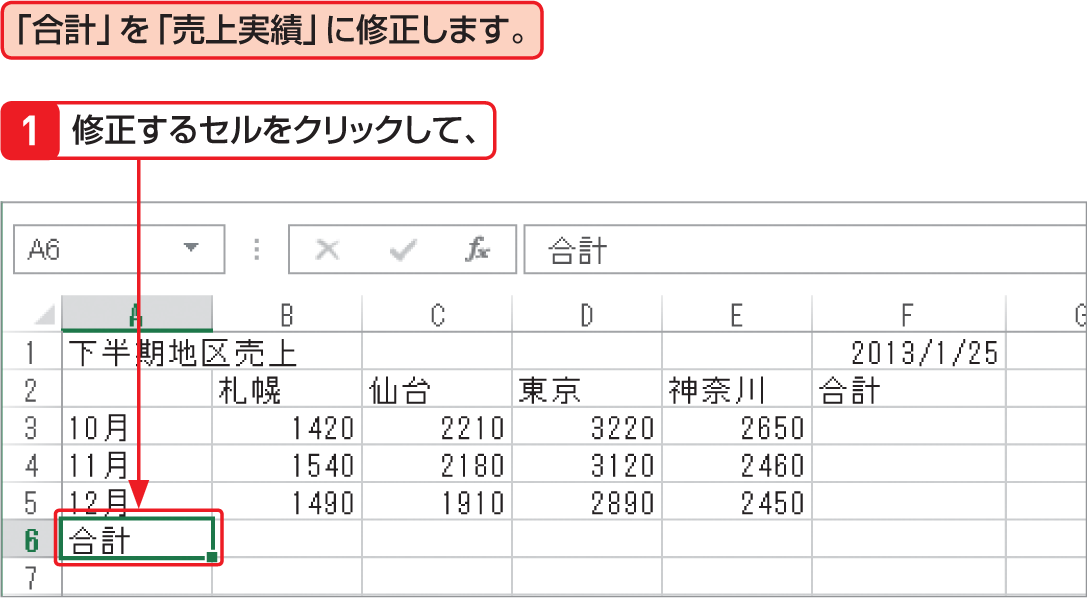 「合計」を「売上実績」に修正します。
1 修正するセルをクリックして、
A6 fx 合計
A B C D E F G
1 下半期地区売上 2013/1/25
2 札幌 仙台 東京 神奈川 合計
3 10月 1420 2210 3220 2650
4 11月 1540 2180 3120 2460
5 12月 1490 1910 2890 2450
6 合計
7